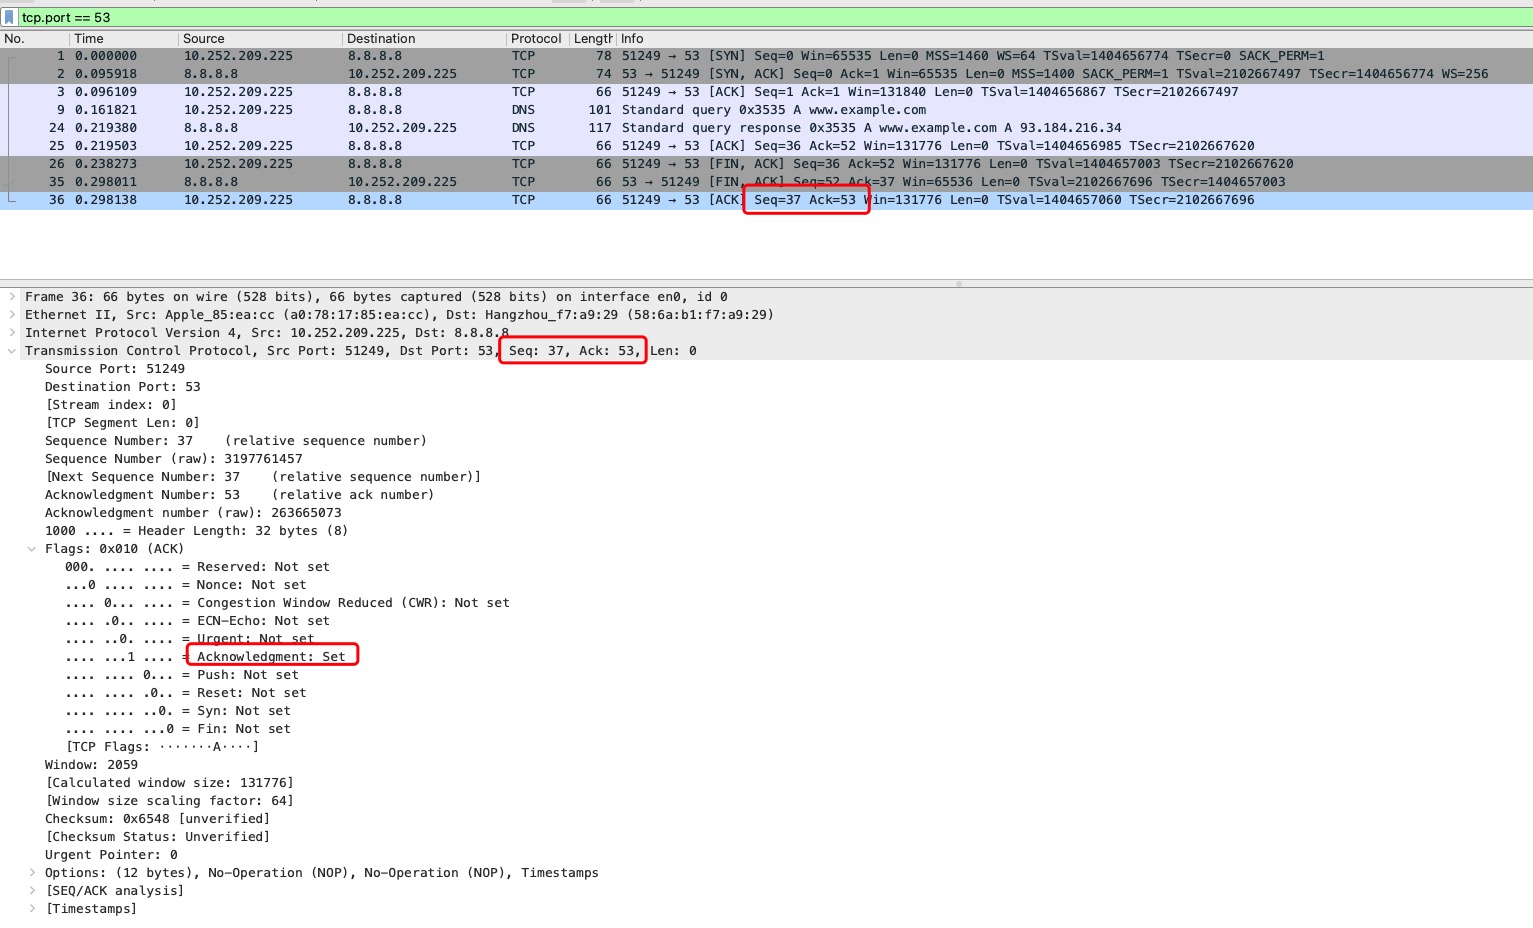 tcp.port == 53
No. Time Source Destination Protocol Length Info
1 0.000000 10.252.209.225 8.8.8.8 TCP 78 51249 → 53 [SYN] Seq=0 Win=65535 Len=0 MSS=1460 WS=64 TSval=1404656774 TSecr=0 SACK_PERM=1
2 0.095918 8.8.8.8 10.252.209.225 TCP 74 53 → 51249 [SYN, ACK] Seq=0 Ack=1 Win=65535 Len=0 MSS=1400 SACK_PERM=1 TSval=2102667497 TSecr=1404656774 WS=256
3 0.096109 10.252.209.225 8.8.8.8 TCP 66 51249 → 53 [ACK] Seq=1 Ack=1 Win=131840 Len=0 TSval=1404656867 TSecr=2102667497
9 0.161821 10.252.209.225 8.8.8.8 DNS 101 Standard query 0x3535 A www.example.com
24 0.219380 8.8.8.8 10.252.209.225 DNS 117 Standard query response 0x3535 A www.example.com A 93.184.216.34
25 0.219503 10.252.209.225 8.8.8.8 TCP 66 51249 → 53 [ACK] Seq=36 Ack=52 Win=131776 Len=0 TSval=1404656985 TSecr=2102667620
26 0.238273 10.252.209.225 8.8.8.8 TCP 66 51249 → 53 [FIN, ACK] Seq=36 Ack=52 Win=131776 Len=0 TSval=1404657003 TSecr=2102667620
35 0.298011 8.8.8.8 10.252.209.225 TCP 66 53 → 51249 [FIN, ACK] Seq=52 Ack=37 Win=65536 Len=0 TSval=2102667696 TSecr=1404657003
36 0.298138 10.252.209.225 8.8.8.8 TCP 66 51249 → 53 [ACK] Seq=37 Ack=53 Win=131776 Len=0 TSval=1404657060 TSecr=2102667696
Frame 36: 66 bytes on wire (528 bits), 66 bytes captured (528 bits) on interface en0, id 0
Ethernet II, Src: Apple_85:ea:cc (a0:78:17:85:ea:cc), Dst: Hangzhou_f7:a9:29 (58:6a:b1:f7:a9:29)
Internet Protocol Version 4, Src: 10.252.209.225, Dst: 8.8.8.8
Transmission Control Protocol, Src Port: 51249, Dst Port: 53, Seq: 37, Ack: 53, Len: 0
Source Port: 51249
Destination Port: 53
[Stream index: 0]
[TCP Segment Len: 0]
Sequence Number: 37 (relative sequence number)
Sequence Number (raw): 3197761457
[Next Sequence Number: 37 (relative sequence number)]
Acknowledgment Number: 53 (relative ack number)
Acknowledgment number (raw): 263665073
1000 .... = Header Length: 32 bytes (8)
Flags: 0x010 (ACK)
000. .... .... = Reserved: Not set
...0 .... .... = Nonce: Not set
.... 0... .... = Congestion Window Reduced (CWR): Not set
.... .0.. .... = ECN-Echo: Not set
.... ..0. .... = Urgent: Not set
.... ...1 .... = Acknowledgment: Set
.... .... 0... = Push: Not set
.... .... .0.. = Reset: Not set
.... .... ..0. = Syn: Not set
.... .... ...0 = Fin: Not set
[TCP Flags: ·······A····]
Window: 2059
[Calculated window size: 131776]
[Window size scaling factor: 64]
Checksum: 0x6548 [unverified]
[Checksum Status: Unverified]
Urgent Pointer: 0
Options: (12 bytes), No-Operation (NOP), No-Operation (NOP), Timestamps
[SEQ/ACK analysis]
[Timestamps]